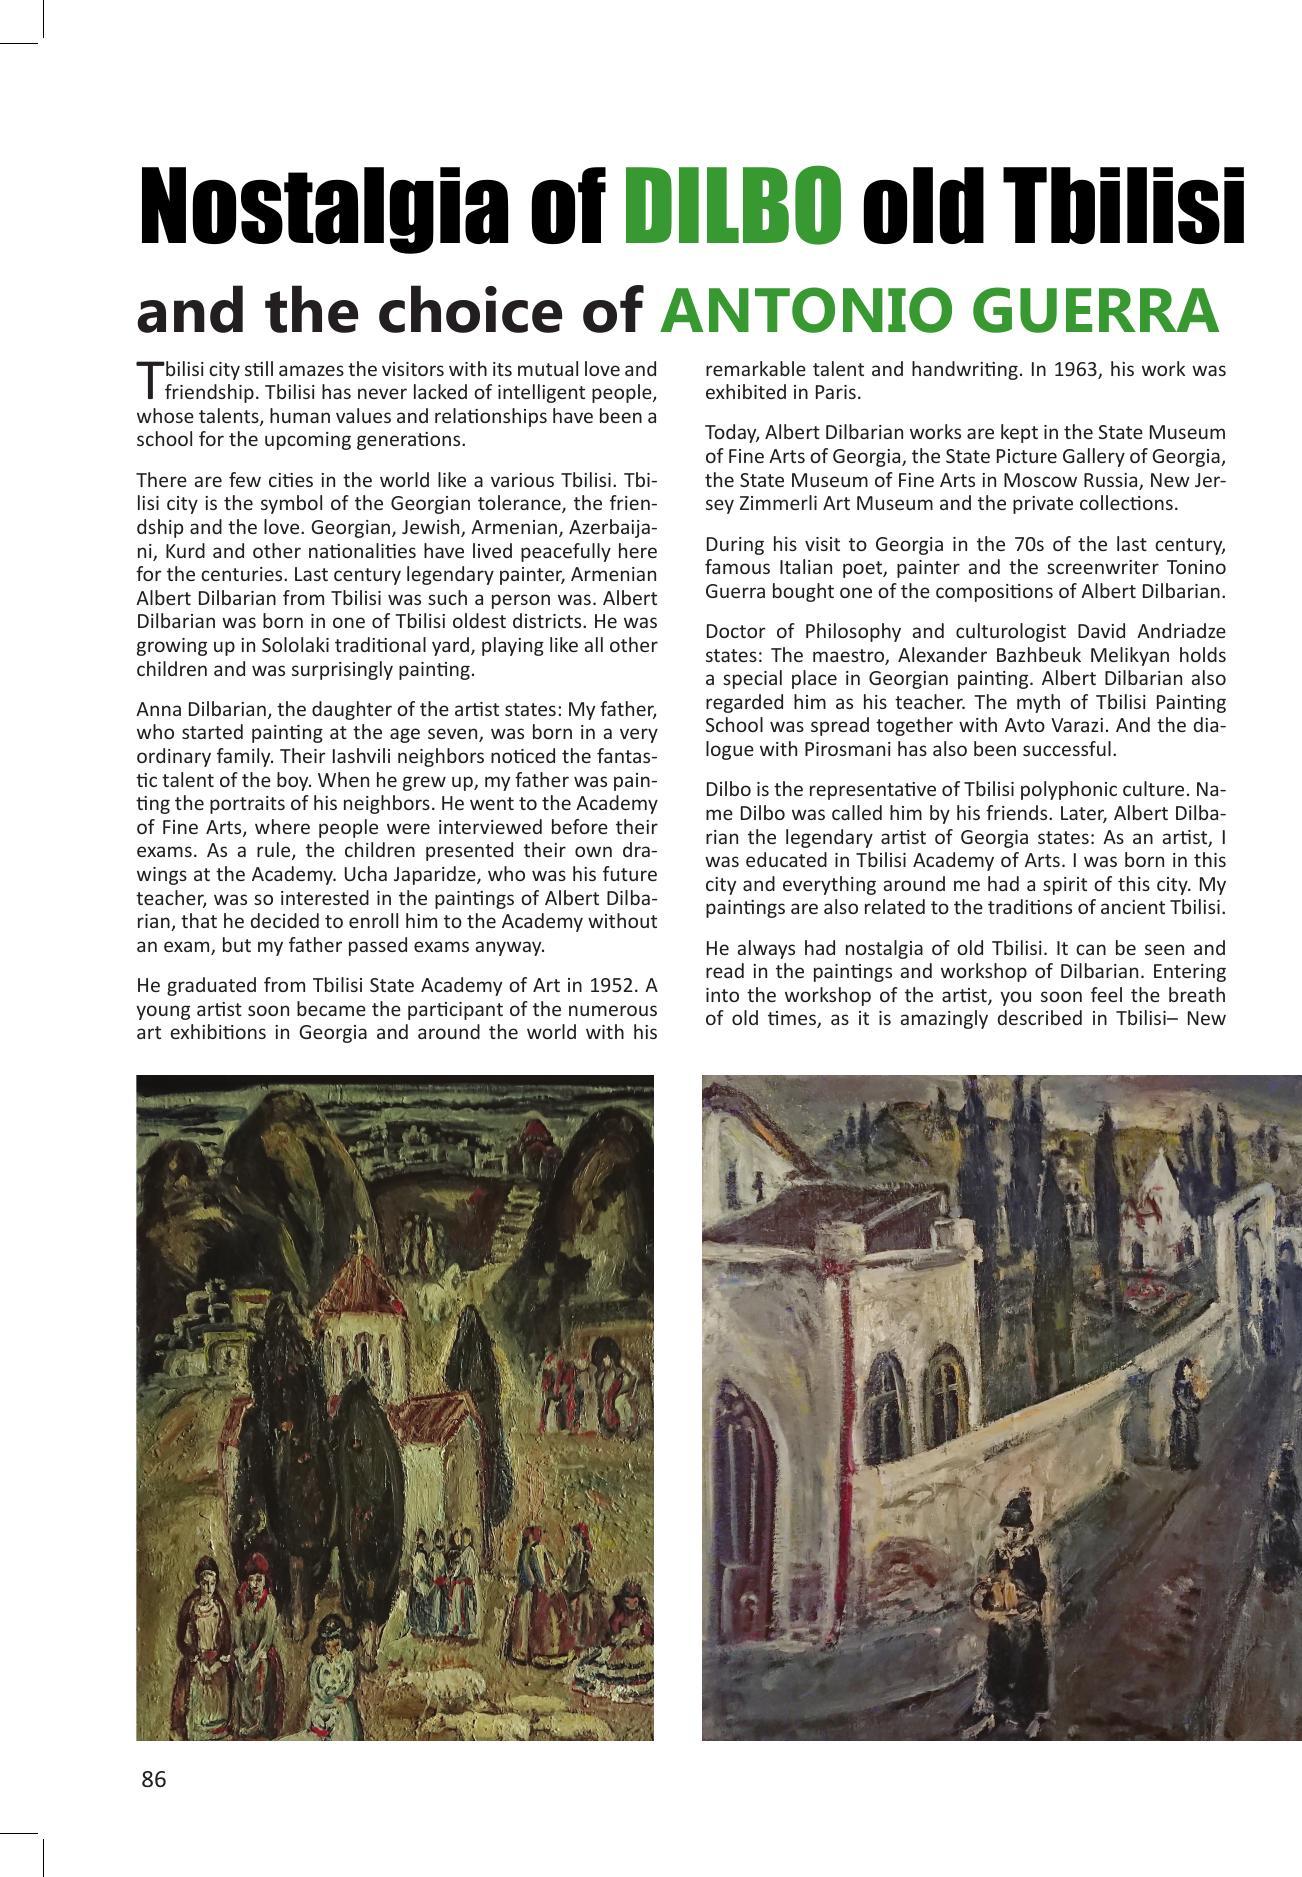 Nostalgia of DILBO old Tbilisi
and the choice of ANTONIO GUERRA
Tbilisi city still amazes the visitors with its mutual love and
friendship. Tbilisi has never lacked of intelligent people,
whose talents, human values and relationships have been a
school for the upcoming generations.
There are few cities in the world like a various Tbilisi. Tbi-
lisi city is the symbol of the Georgian tolerance, the frien-
dship and the love. Georgian, Jewish, Armenian, Azerbaija-
ni, Kurd and other nationalities have lived peacefully here
for the centuries. Last century legendary painter, Armenian
Albert Dilbarian from Tbilisi was such a person was. Albert
Dilbarian was born in one of Tbilisi oldest districts. He was
growing up in Sololaki traditional yard, playing like all other
children and was surprisingly painting.
Anna Dilbarian, the daughter of the artist states: My father,
who started painting at the age seven, was born in a very
ordinary family. Their Iashvili neighbors noticed the fantas-
tic talent of the boy. When he grew up, my father was pain-
ting the portraits of his neighbors. He went to the Academy
of Fine Arts, where people were interviewed before their
exams. As a rule, the children presented their own dra-
wings at the Academy. Ucha Japaridze, who was his future
teacher, was so interested in the paintings of Albert Dilba-
rian, that he decided to enroll him to the Academy without
an exam, but my father passed exams anyway.
He graduated from Tbilisi State Academy of Art in 1952. A
young artist soon became the participant of the numerous
art exhibitions in Georgia and around the world with his
remarkable talent and handwriting. In 1963, his work was
exhibited in Paris.
Today, Albert Dilbarian works are kept in the State Museum
of Fine Arts of Georgia, the State Picture Gallery of Georgia,
the State Museum of Fine Arts in Moscow Russia, New Jer-
sey Zimmerli Art Museum and the private collections.
During his visit to Georgia in the 70s of the last century,
famous Italian poet, painter and the screenwriter Tonino
Guerra bought one of the compositions of Albert Dilbarian.
Doctor of Philosophy and culturologist David Andriadze
states: The maestro, Alexander Bazhbeuk Melikyan holds
a special place in Georgian painting. Albert Dilbarian also
regarded him as his teacher. The myth of Tbilisi Painting
School was spread together with Avto Varazi. And the dia-
logue with Pirosmani has also been successful.
Dilbo is the representative of Tbilisi polyphonic culture. Na-
me Dilbo was called him by his friends. Later, Albert Dilba-
rian the legendary artist of Georgia states: As an artist, I
was educated in Tbilisi Academy of Arts. I was born in this
city and everything around me had a spirit of this city. My
paintings are also related to the traditions of ancient Tbilisi.
He always had nostalgia of old Tbilisi. It can be seen and
read in the paintings and workshop of Dilbarian. Entering
into the workshop of the artist, you soon feel the breath
of old times, as it is amazingly described in Tbilisi– New
86